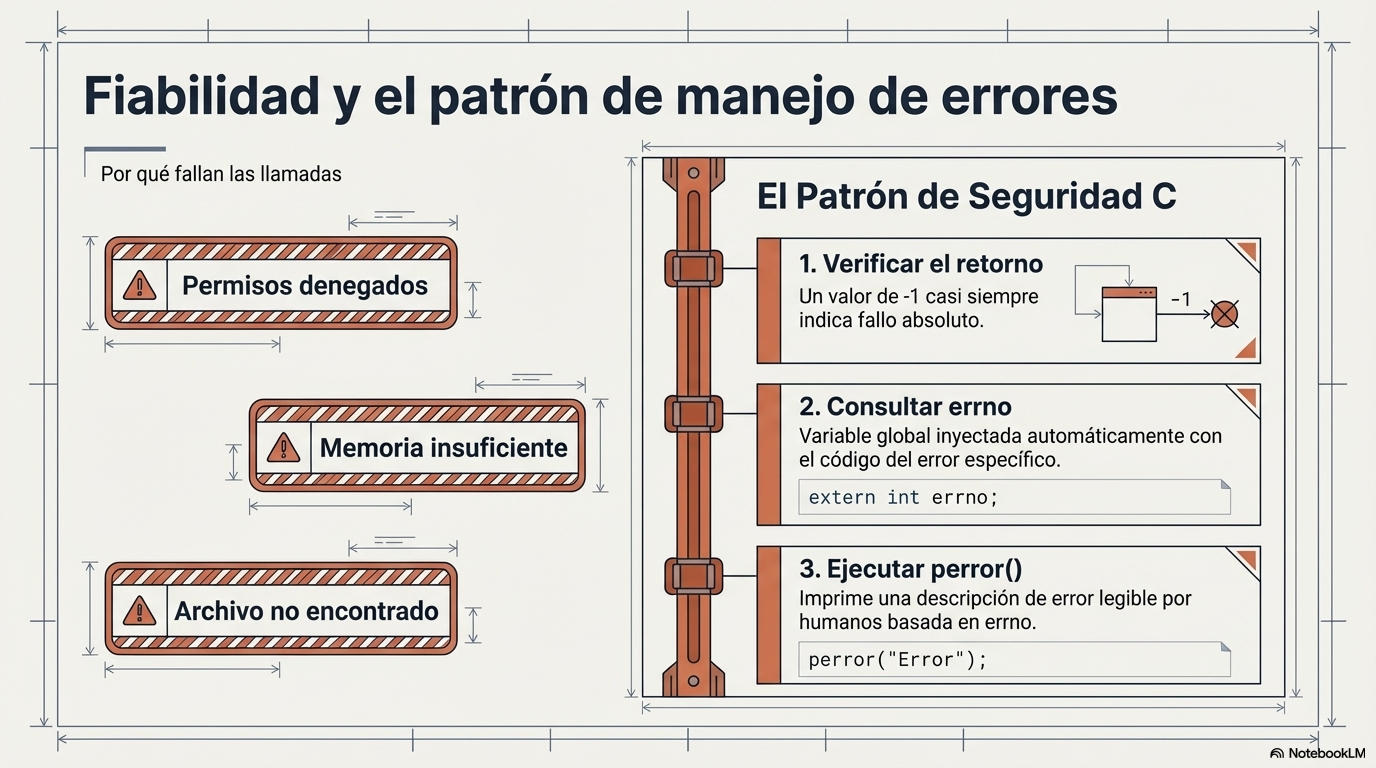 Fiabilidad y el patrón de manejo de errores
Por qué fallan las llamadas
Permisos denegados
Memoria insuficiente
Archivo no encontrado
El Patrón de Seguridad C
1. Verificar el retorno
Un valor de -1 casi siempre
indica fallo absoluto.
-1
2. Consultar errno
Variable global inyectada automáticamente con
el código del error específico.
extern int errno;
3. Ejecutar perror()
Imprime una descripción de error legible por
humanos basada en errno.
perror("Error");
NotebookLM